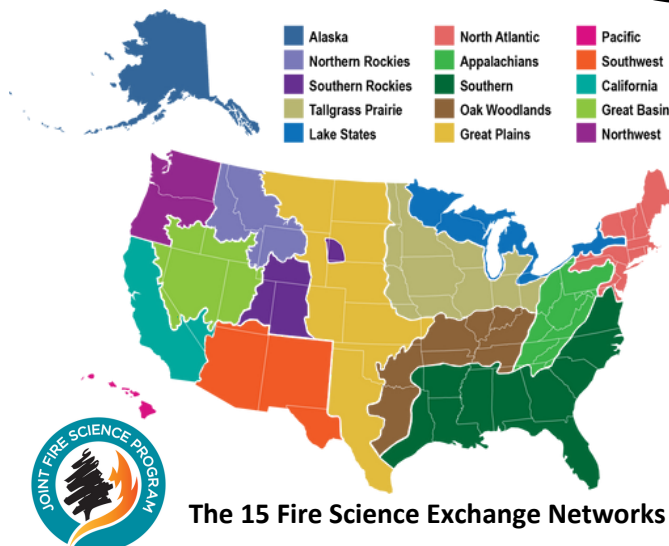 Alaska
Northern Rockies
Southern Rockies
Tallgrass Prairie
Lake States
North Atlantic
Appalachians
Southern
Oak Woodlands
Great Plains
Pacific
Southwest
California
Great Basin
Northwest
JOINT FIRE SCIENCE PROGRAM
The 15 Fire Science Exchange Networks